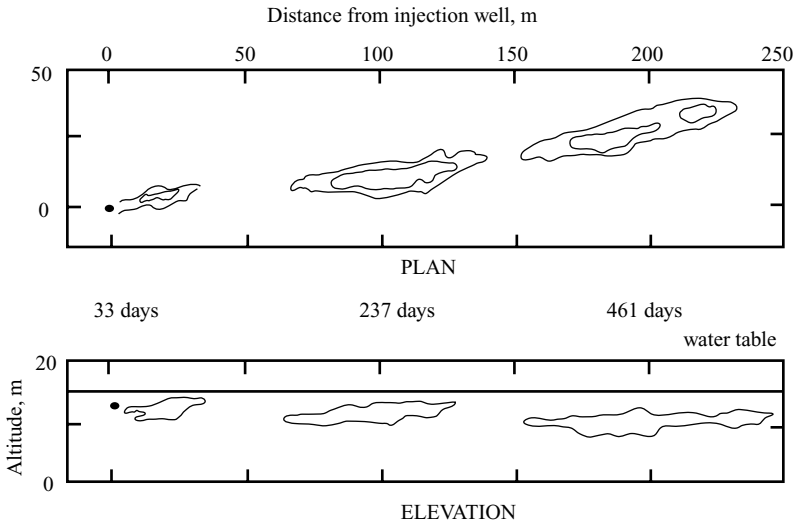 Distance from injection well, m
0 50 100 150 200 250
50
0
PLAN
33 days 237 days 461 days
water table
20
Altitude, m
0
ELEVATION